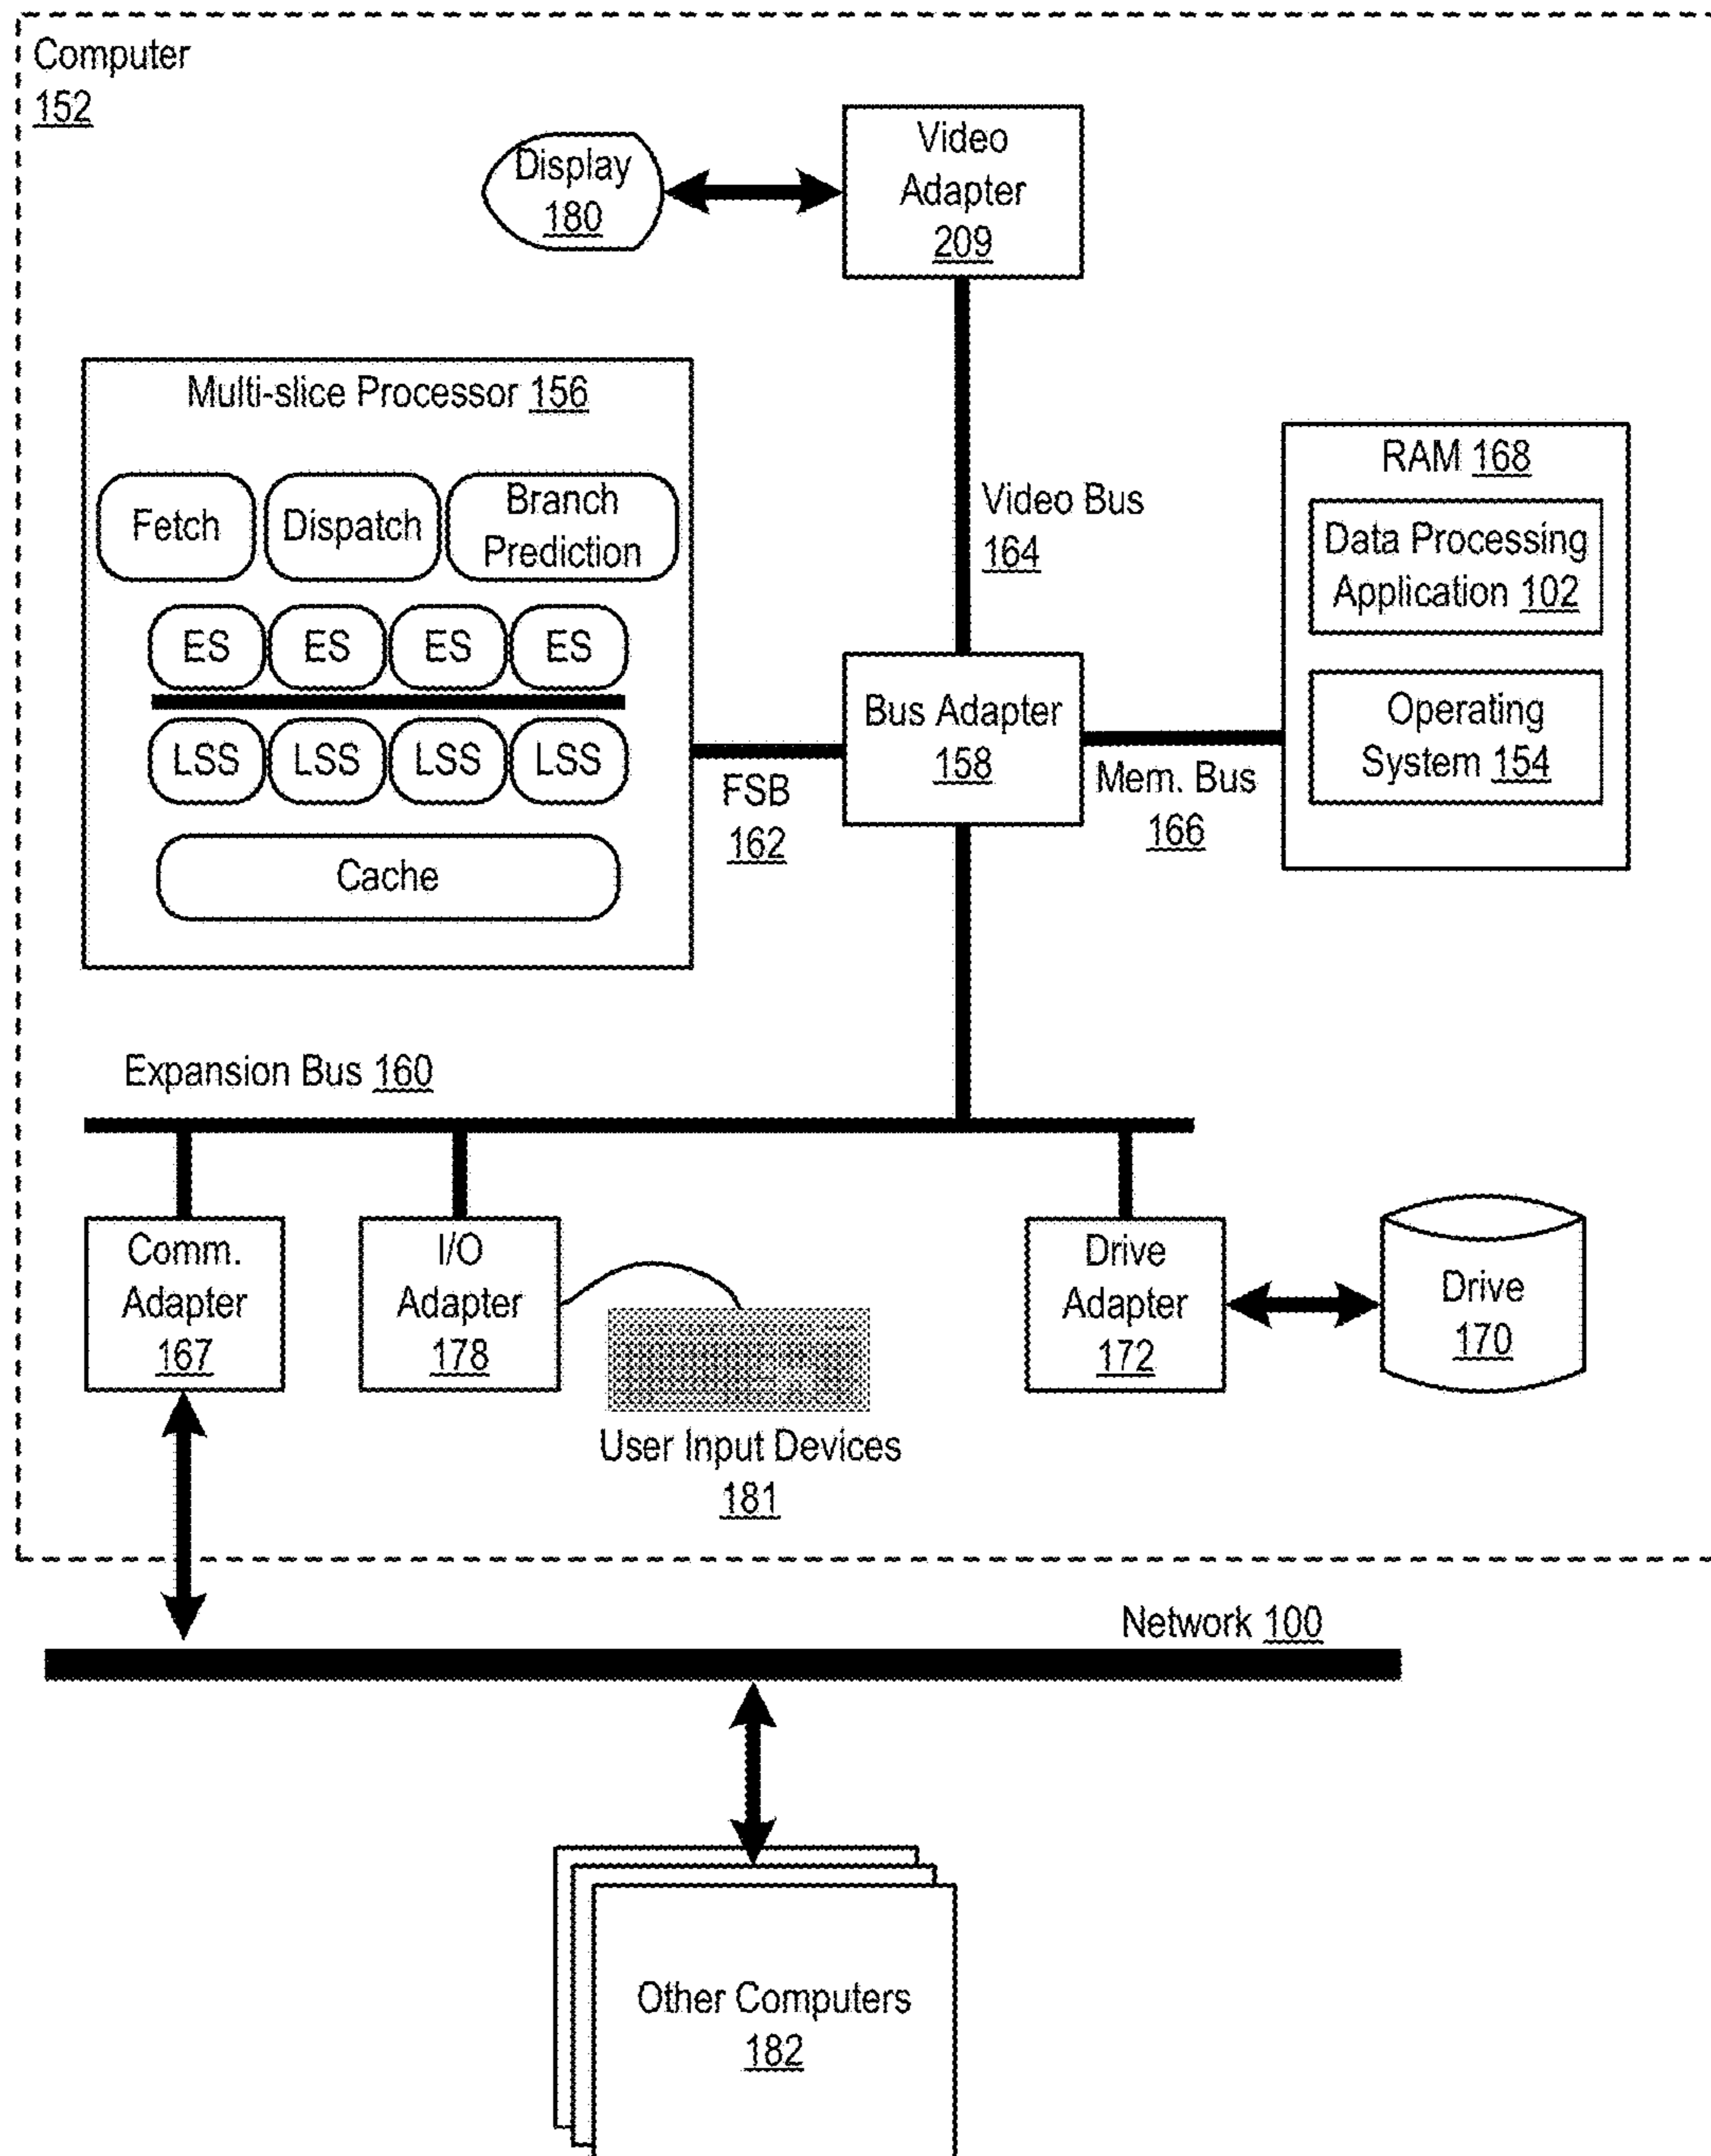 Computer
152
Display
180
Video
Adapter
209
Multi-slice Processor 156
Fetch
Dispatch
Branch
Prediction
ES
ES
ES
ES
LSS
LSS
LSS
LSS
Cache
Video Bus
164
RAM 168
Data Processing
Application 102
Operating
System 154
Bus Adapter
158
FSB
162
Mem. Bus
166
Expansion Bus 160
Comm.
Adapter
167
I/O
Adapter
178
User Input Devices
181
Drive
Adapter
172
Drive
170
Network 100
Other Computers
182